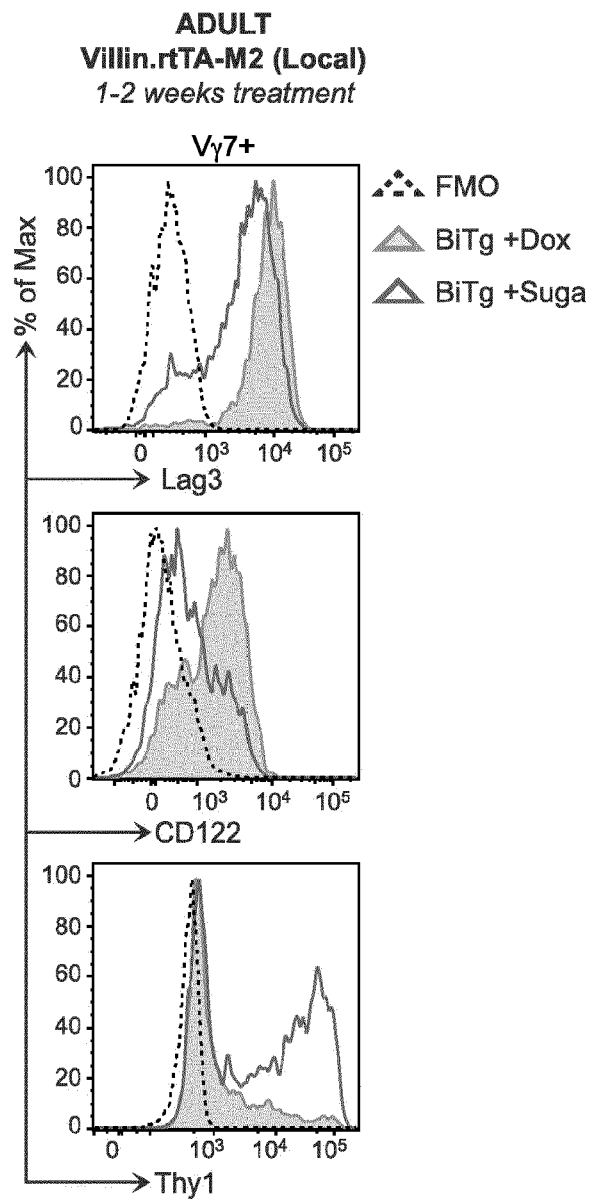 ADULT
Villin.rtTA-M2 (Local)
1-2 weeks treatment
Vγ7+
FMO
BiTg +Dox
BiTg +Suga
% of Max
100
80
60
40
20
0
0 10³ 10⁴ 10⁵
Lag3
100
80
60
40
20
0
0 10³ 10⁴ 10⁵
CD122
100
80
60
40
20
0
0 10³ 10⁴ 10⁵
Thy1